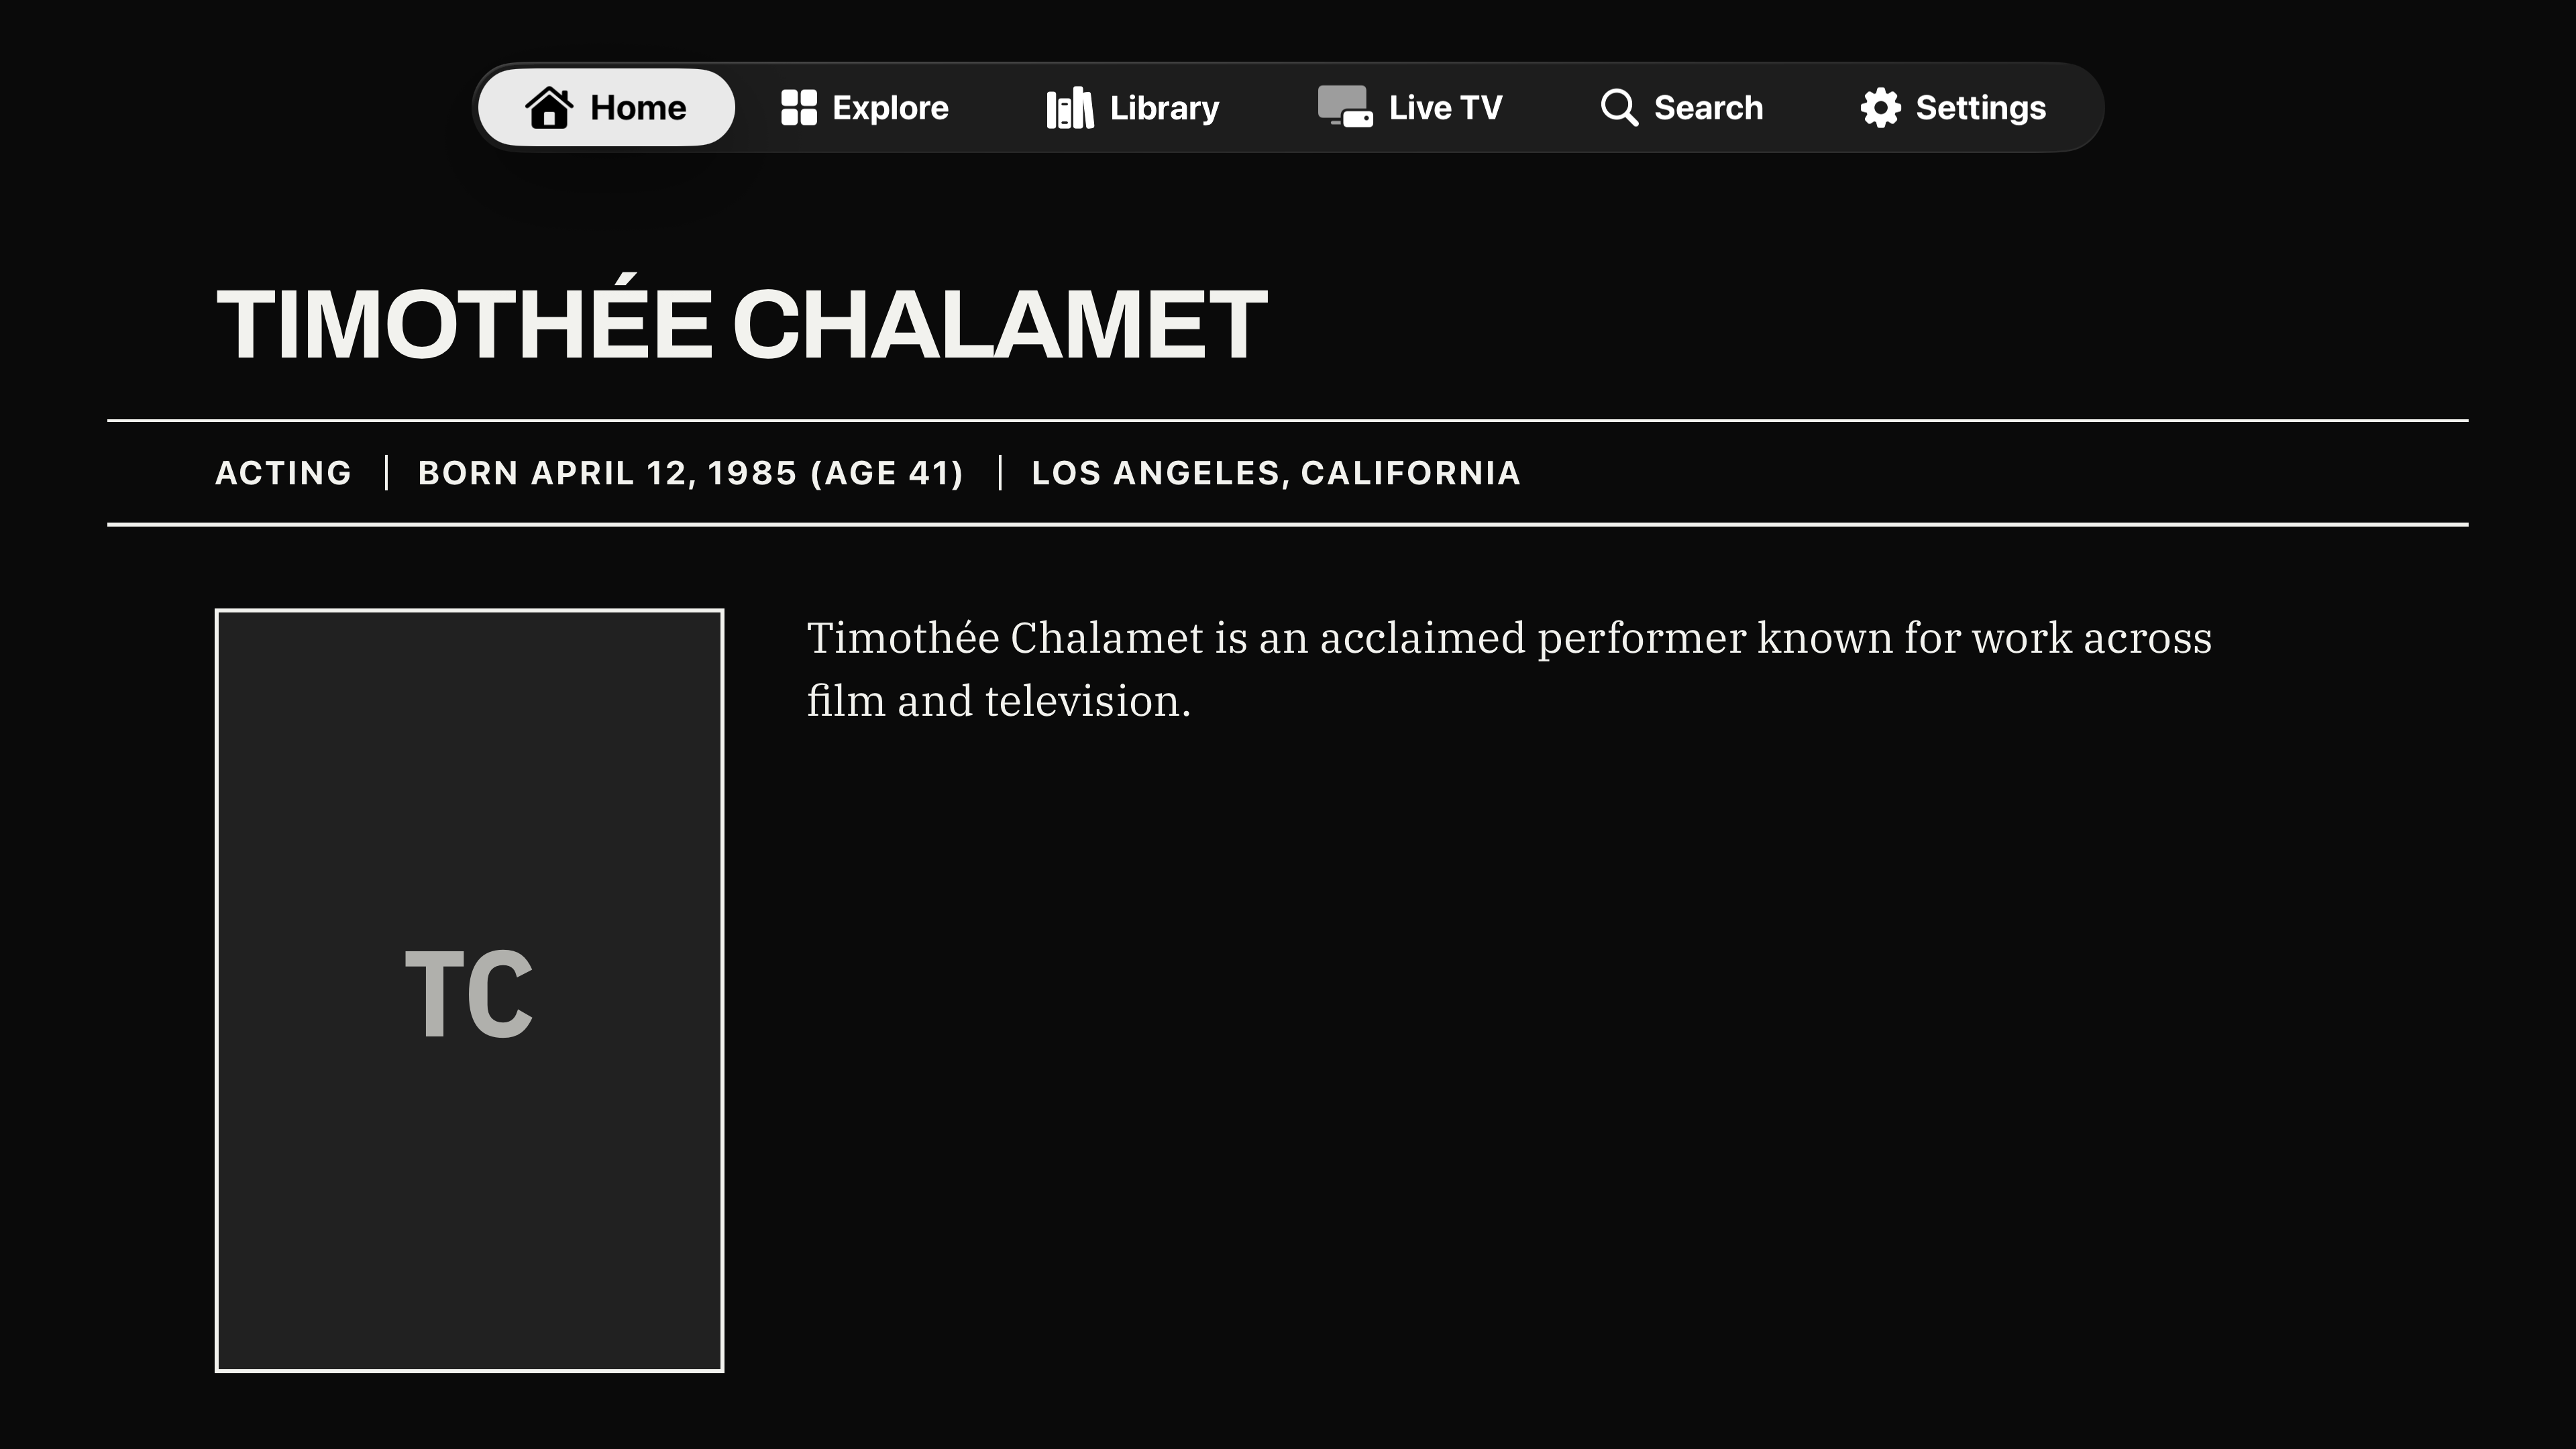 Home
Explore
Library
Live TV
Search
Settings
TIMOTHÉE CHALAMET
ACTING | BORN APRIL 12, 1985 (AGE 41) | LOS ANGELES, CALIFORNIA
Timothée Chalamet is an acclaimed performer known for work across
film and television.
TC